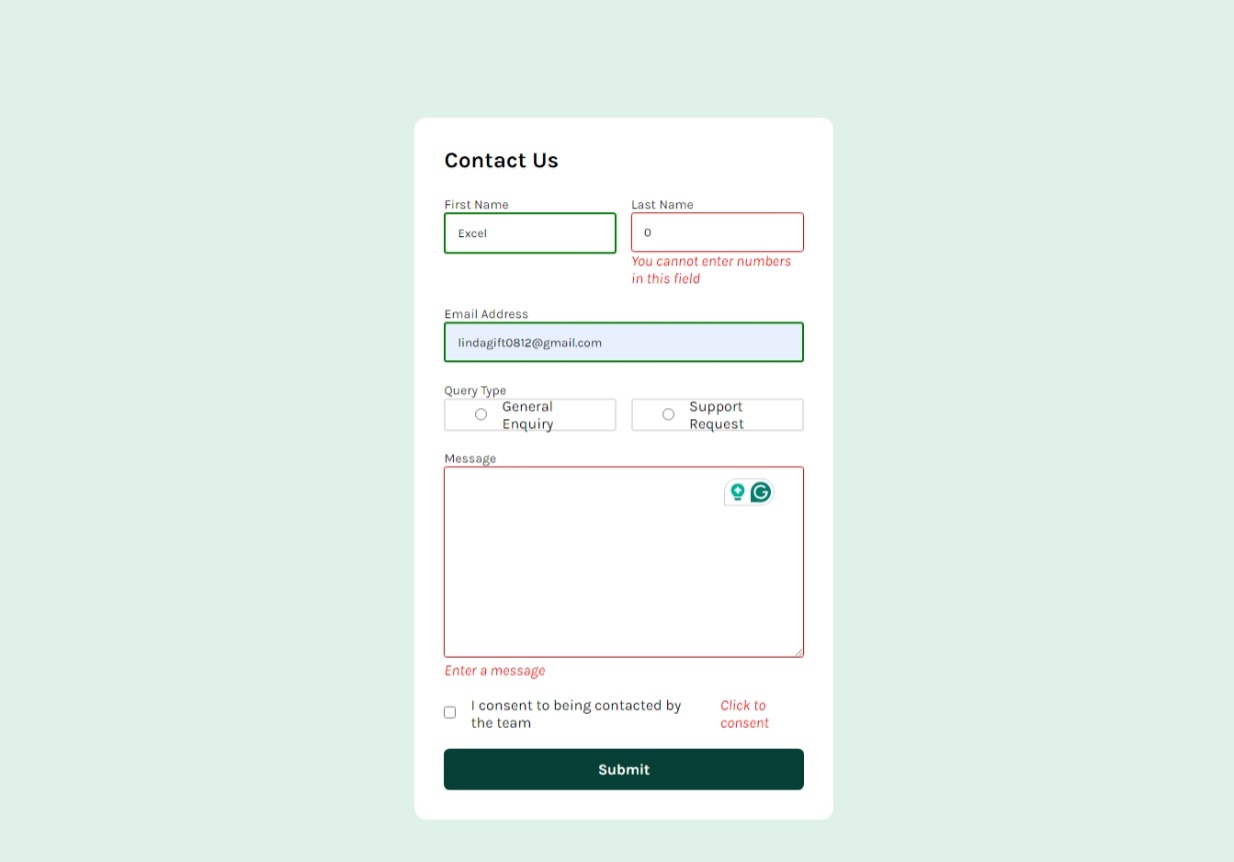 Contact Us
First Name
Last Name
Excel
0
You cannot enter numbers
in this field
Email Address
lindagift0812@gmail.com
Query Type
General
Enquiry
Support
Request
Message
Enter a message
I consent to being contacted by
the team
Click to
consent
Submit